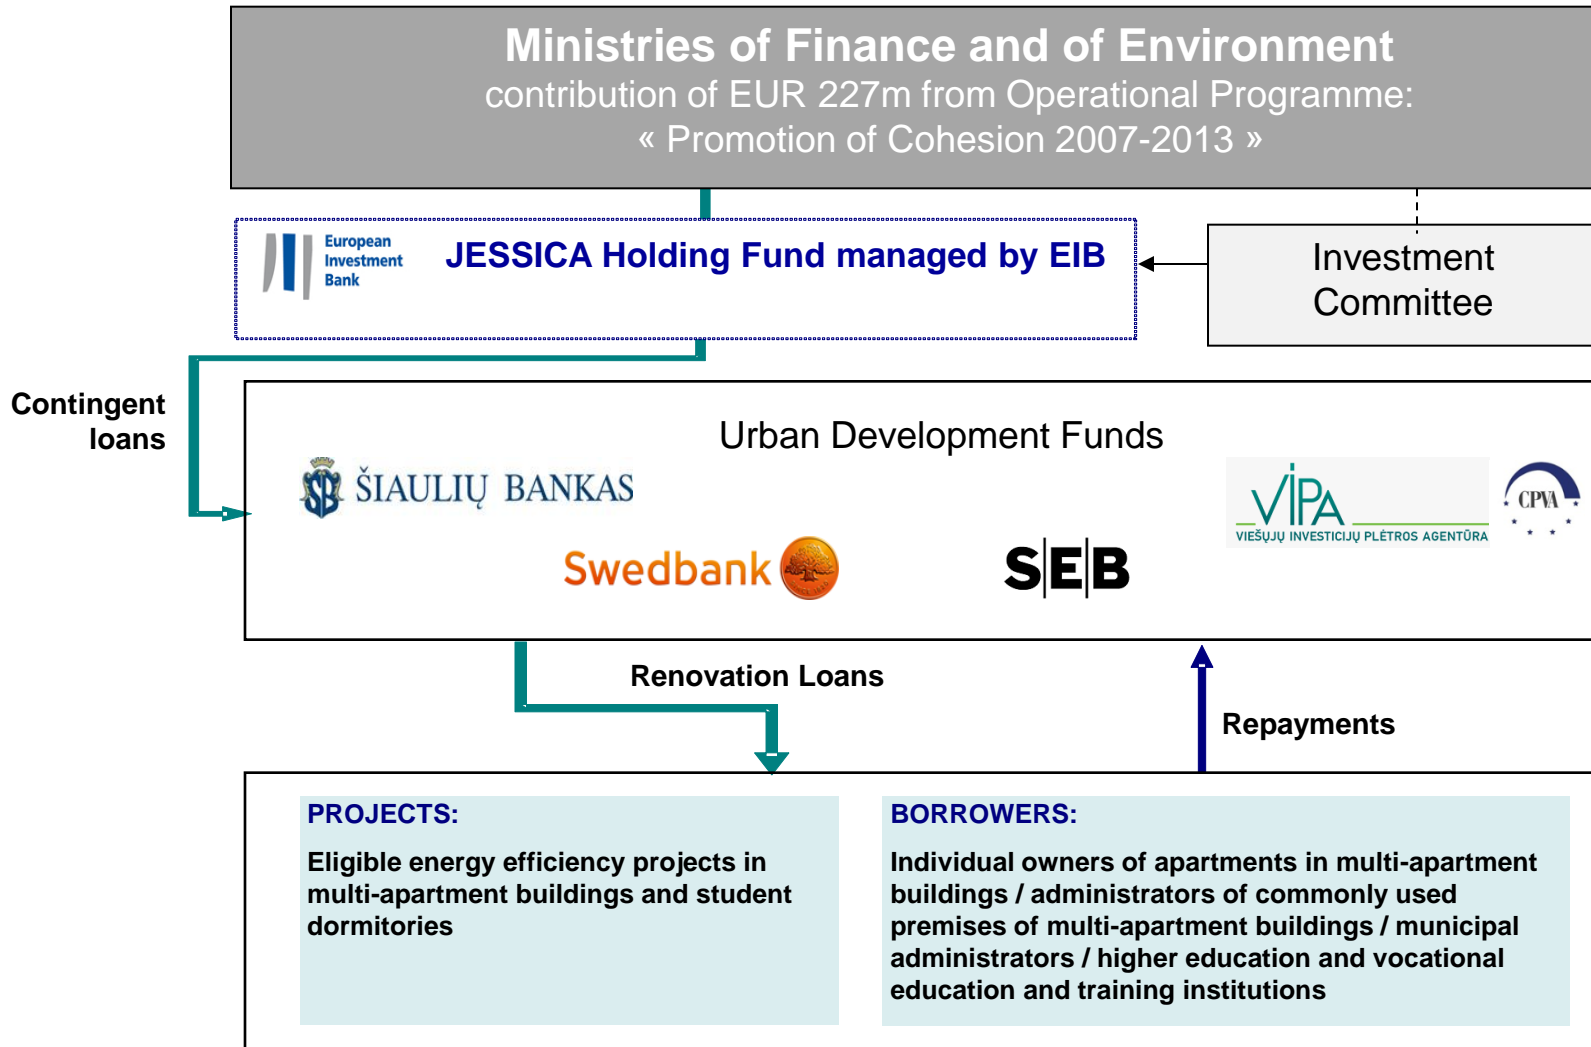 Ministries of Finance and of Environment
contribution of EUR 227m from Operational Programme:
« Promotion of Cohesion 2007-2013 »
European
Investment
Bank
JESSICA Holding Fund managed by EIB
Investment
Committee
Contingent
loans
Urban Development Funds
SB ŠIAULIŲ BANKAS
VIPA
VIEŠŲJŲ INVESTICIJŲ PLĖTROS AGENTŪRA
CPVA
Swedbank
S|E|B
Renovation Loans
Repayments
PROJECTS:
Eligible energy efficiency projects in
multi-apartment buildings and student
dormitories
BORROWERS:
Individual owners of apartments in multi-apartment
buildings / administrators of commonly used
premises of multi-apartment buildings / municipal
administrators / higher education and vocational
education and training institutions